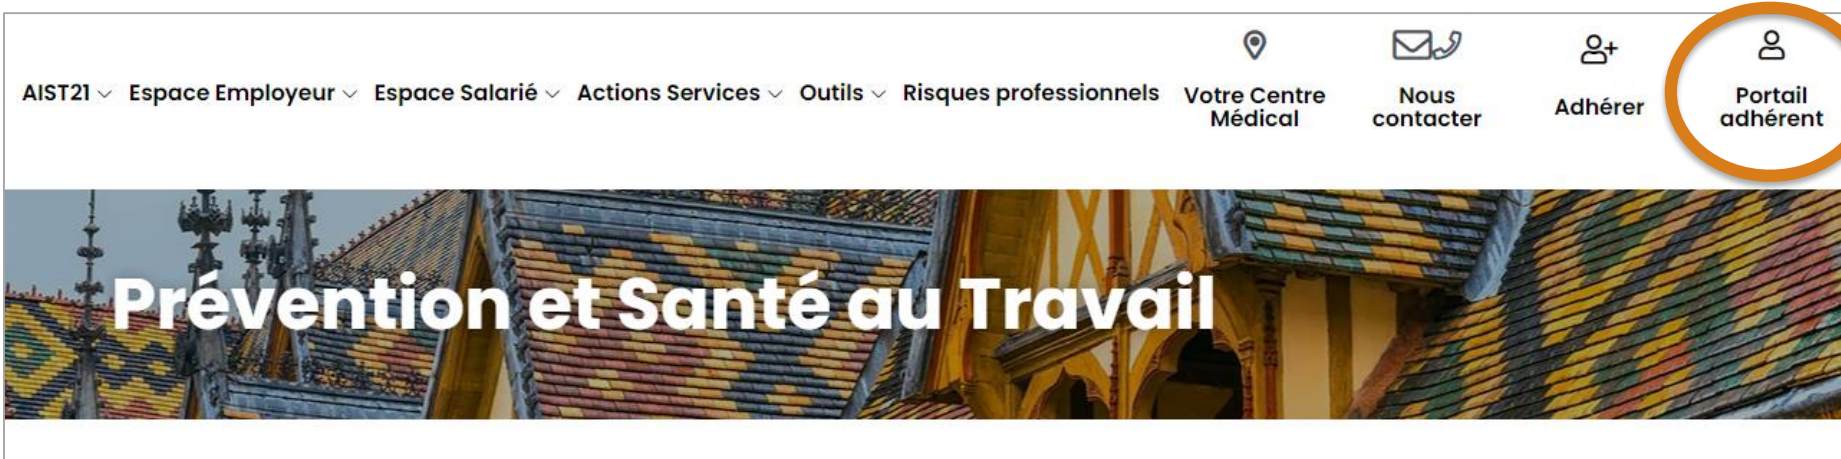 AIST21 Espace Employeur Espace Salarié Actions Services Outils Risques professionnels
Votre Centre
Médical
Nous
contacter
Adhérer
Portail
adhérent
Prévention et Santé au Travail